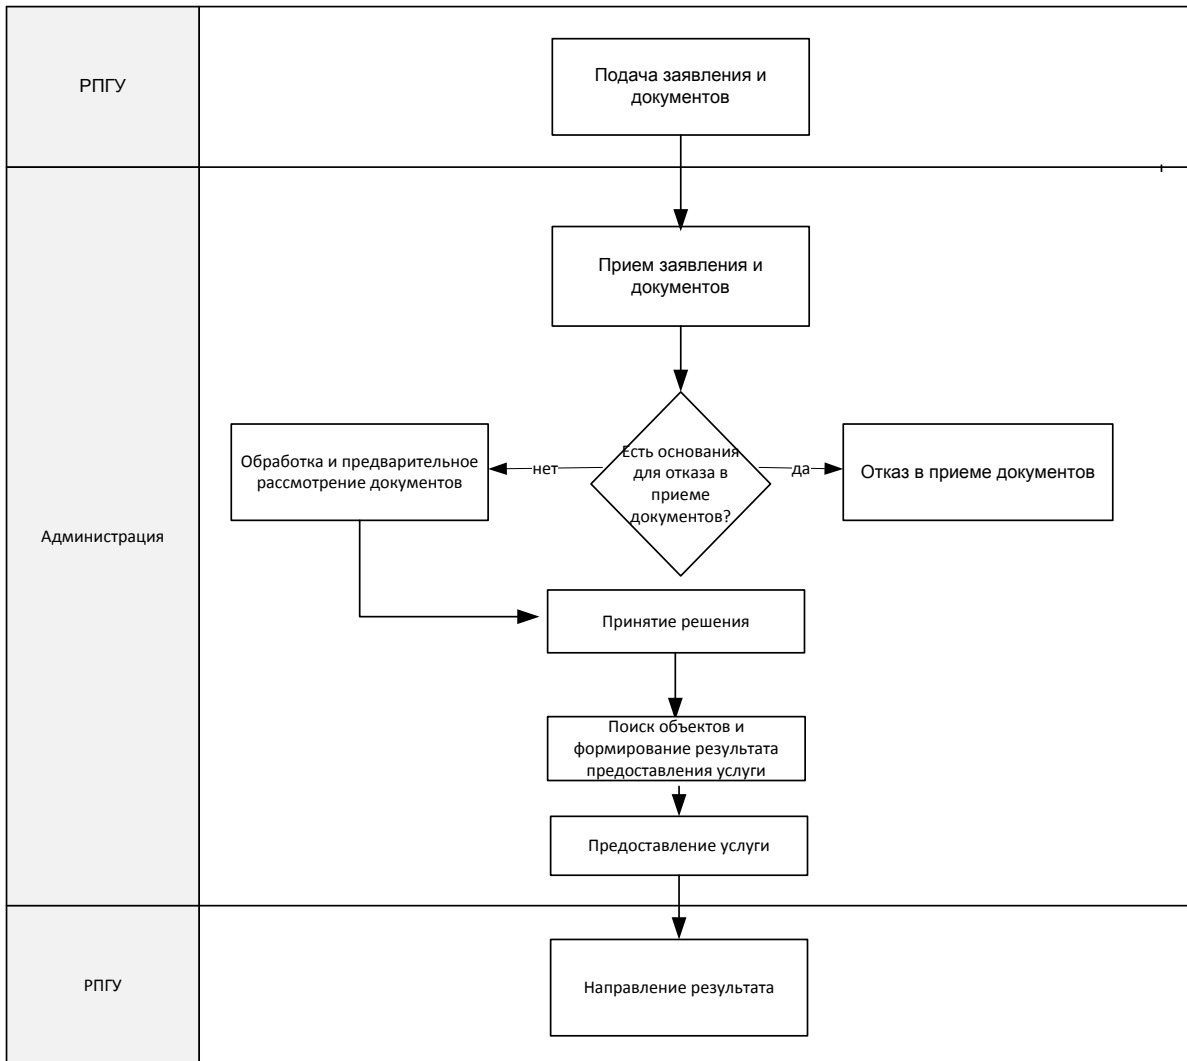 РПГУ
Подача заявления и
документов
Прием заявления и
документов
Администрация
Обработка и предварительное
рассмотрение документов
нет
Есть основания
для отказа в
приеме
документов?
да
Отказ в приеме документов
Принятие решения
Поиск объектов и
формирование результата
предоставления услуги
Предоставление услуги
РПГУ
Направление результата